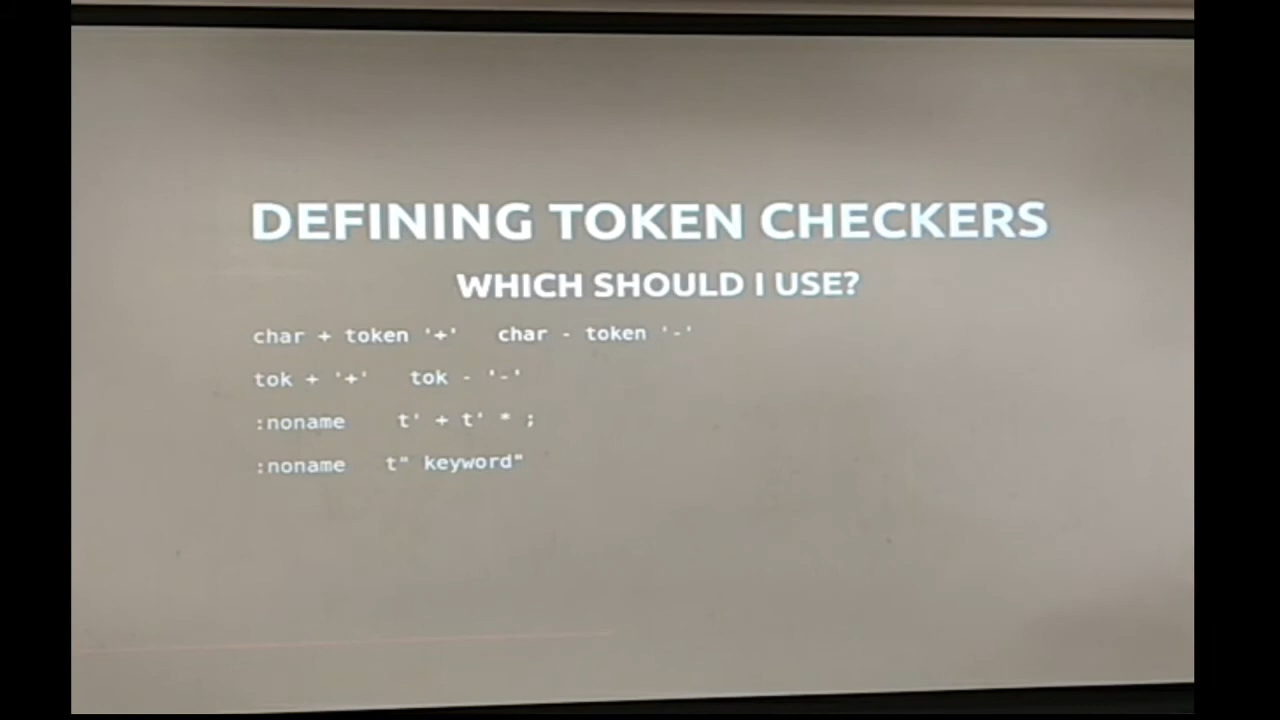 DEFINING TOKEN CHECKERS
WHICH SHOULD I USE?
char + token '+'   char - token '-'
tok + '+'   tok - '-'
:noname    t' + t' * ;
:noname   t" keyword"